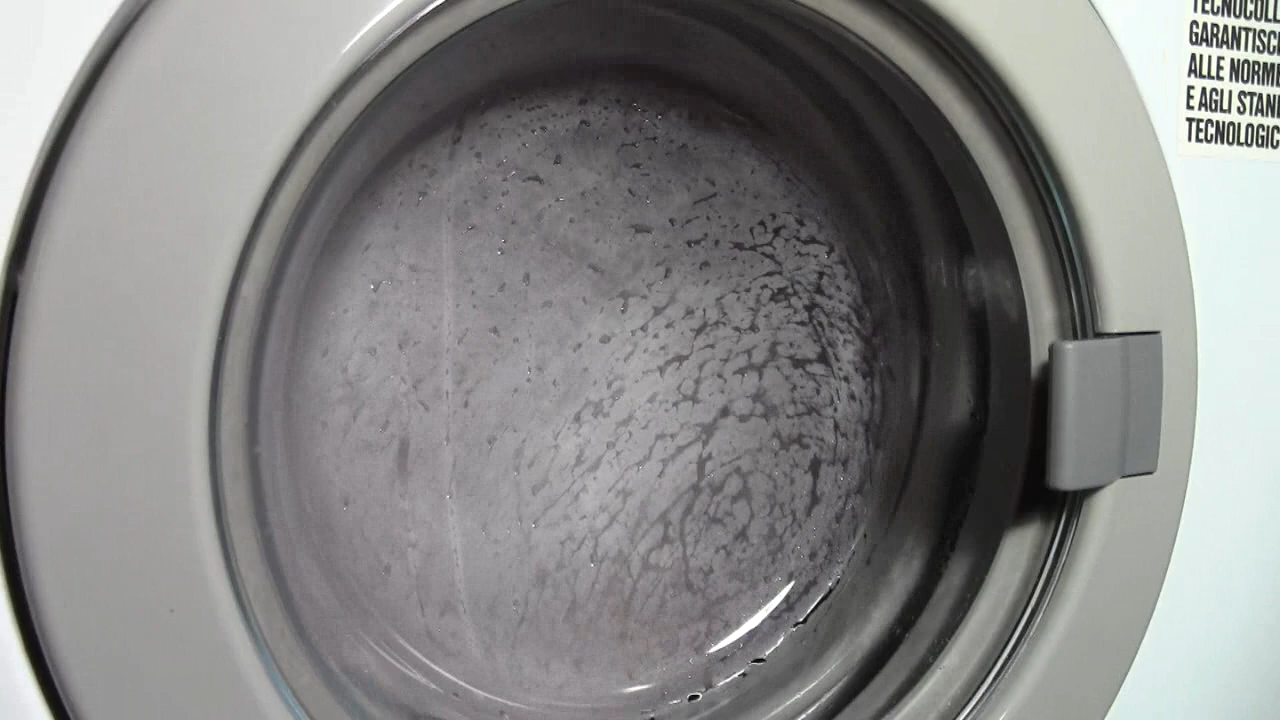 TECNOCOLL
GARANTISC
ALLE NORME
E AGLI STAN
TECNOLOGIC